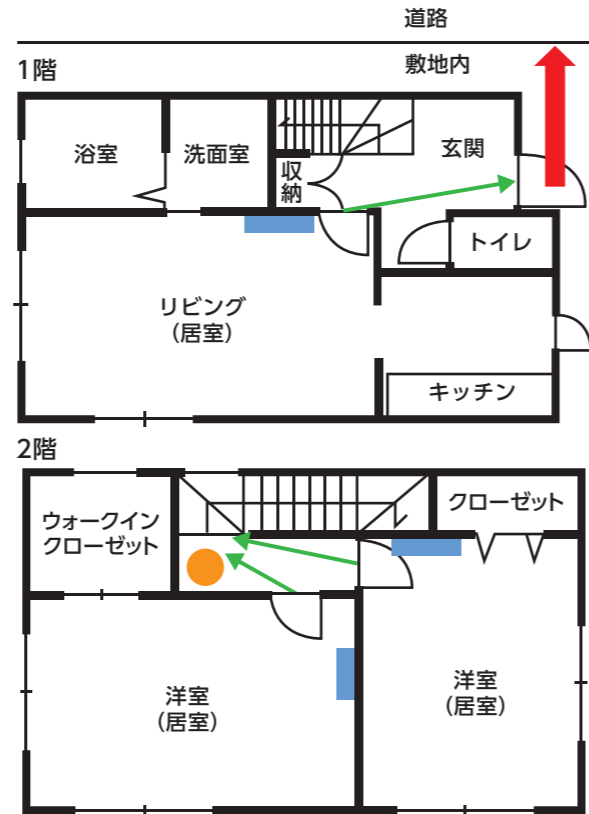 道路
敷地内
1階
浴室
洗面室
収
納
玄関
トイレ
リビング
(居室)
キッチン
2階
ウォークイン
クローゼット
クローゼット
洋室
(居室)
洋室
(居室)